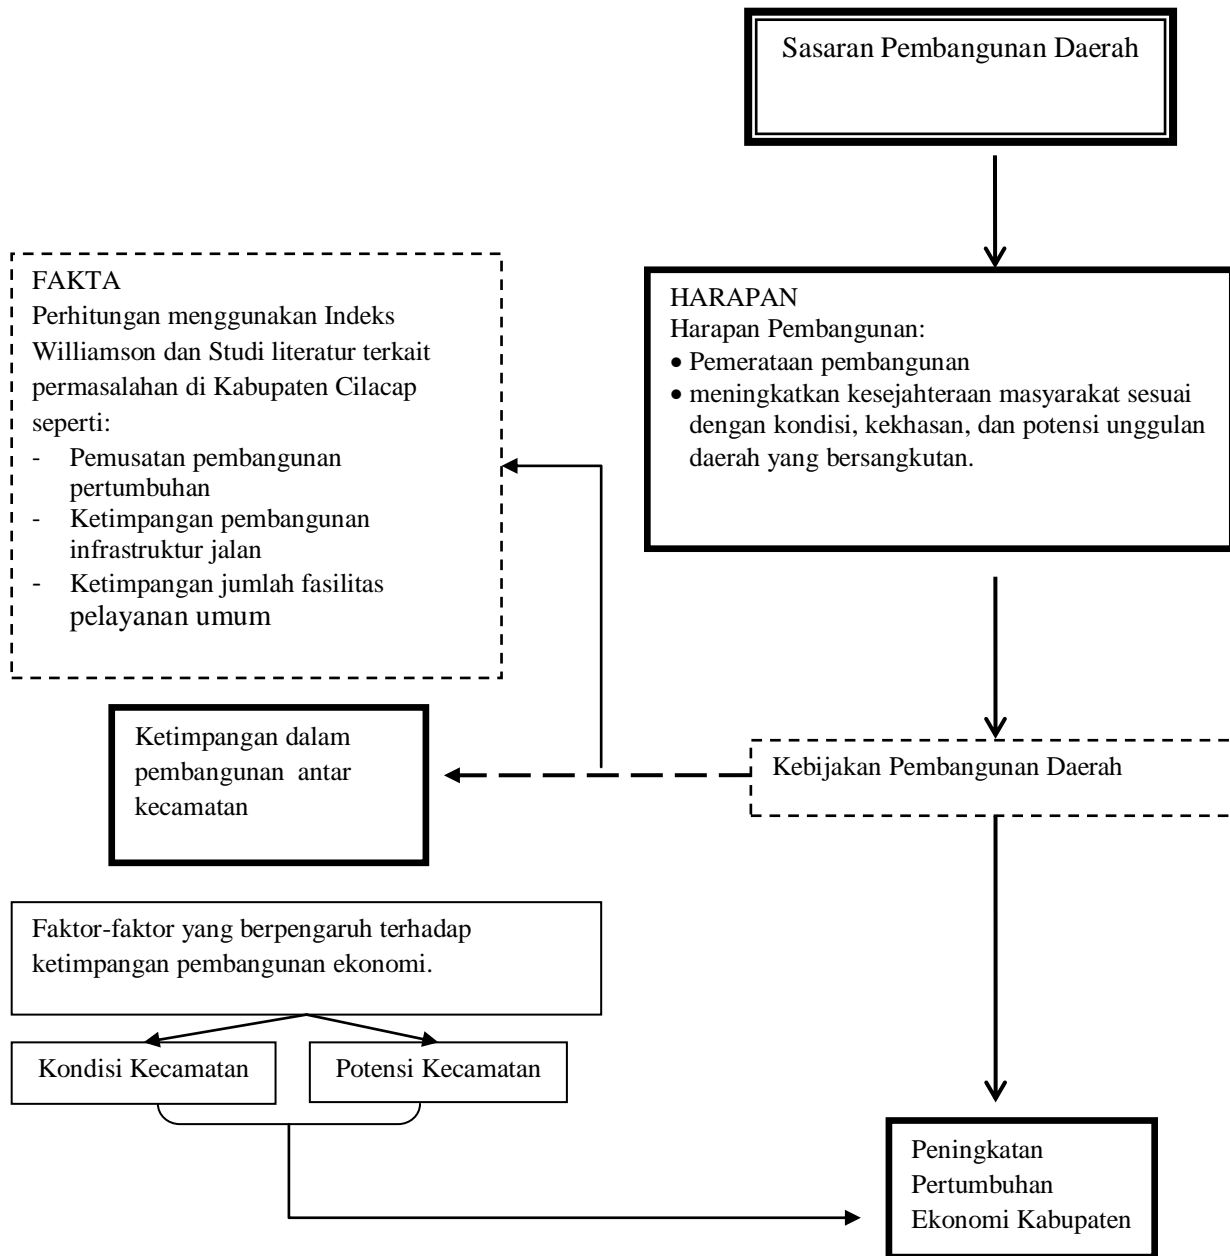 Sasaran Pembangunan Daerah
FAKTA
Perhitungan menggunakan Indeks
Williamson dan Studi literatur terkait
permasalahan di Kabupaten Cilacap
seperti:
- Pemusatan pembangunan
pertumbuhan
- Ketimpangan pembangunan
infrastruktur jalan
- Ketimpangan jumlah fasilitas
pelayanan umum
HARAPAN
Harapan Pembangunan:
• Pemerataan pembangunan
• meningkatkan kesejahteraan masyarakat sesuai
dengan kondisi, kekhasan, dan potensi unggulan
daerah yang bersangkutan.
Ketimpangan dalam
pembangunan antar
kecamatan
Kebijakan Pembangunan Daerah
Faktor-faktor yang berpengaruh terhadap
ketimpangan pembangunan ekonomi.
Kondisi Kecamatan
Potensi Kecamatan
Peningkatan
Pertumbuhan
Ekonomi Kabupaten